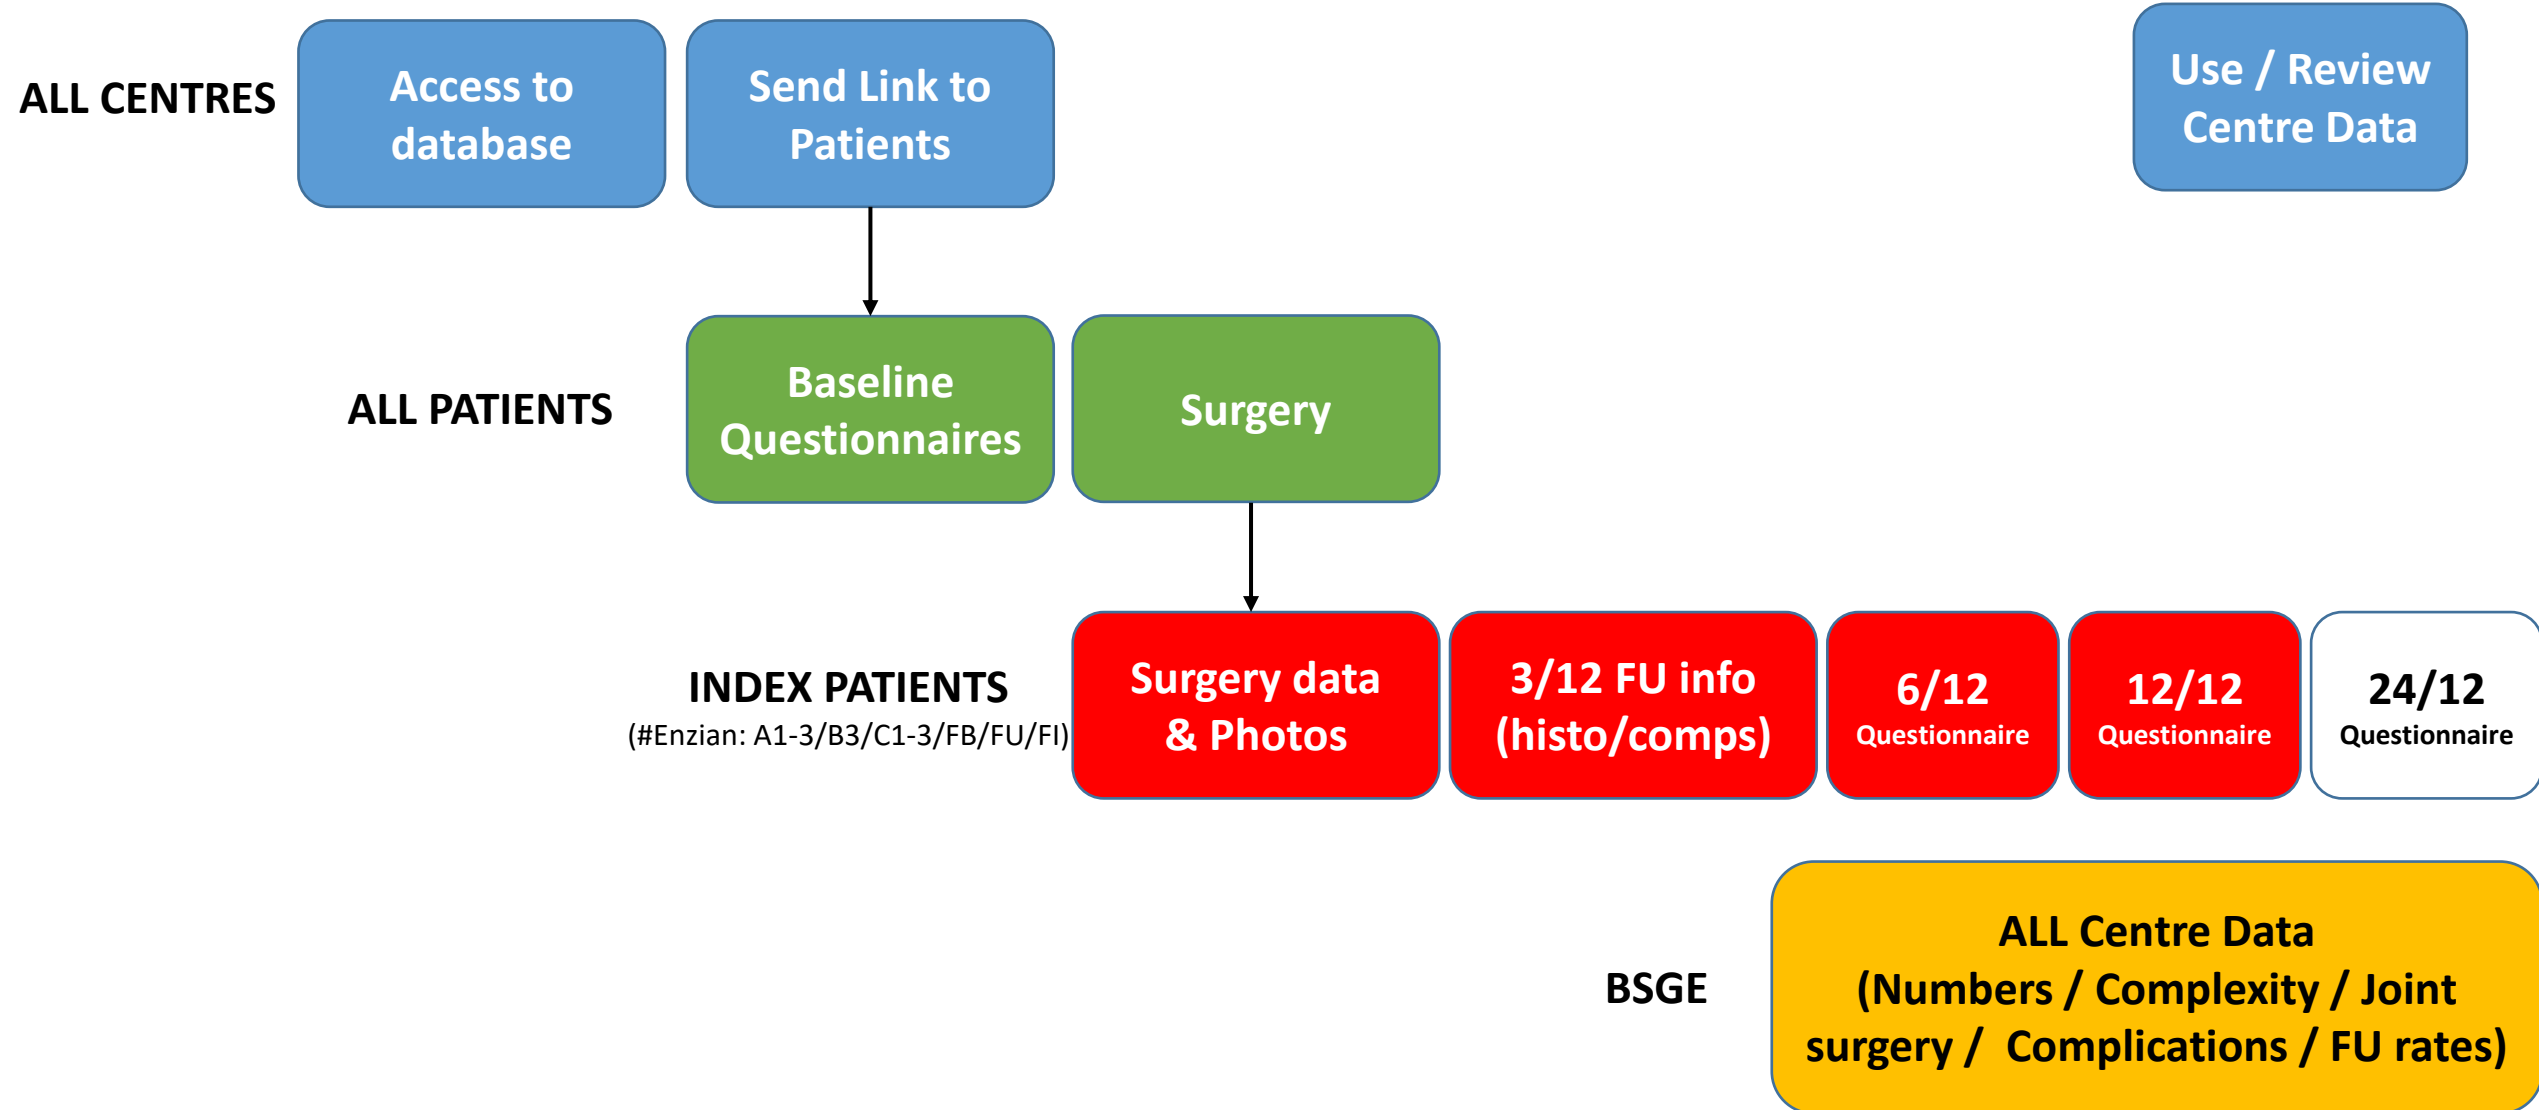 ALL CENTRES
Access to
database
Send Link to
Patients
Use / Review
Centre Data
ALL PATIENTS
Baseline
Questionnaires
Surgery
INDEX PATIENTS
(#Enzian: A1-3/B3/C1-3/FB/FU/FI)
Surgery data
& Photos
3/12 FU info
(histo/comps)
6/12
Questionnaire
12/12
Questionnaire
24/12
Questionnaire
BSGE
ALL Centre Data
(Numbers / Complexity / Joint
surgery /  Complications / FU rates)